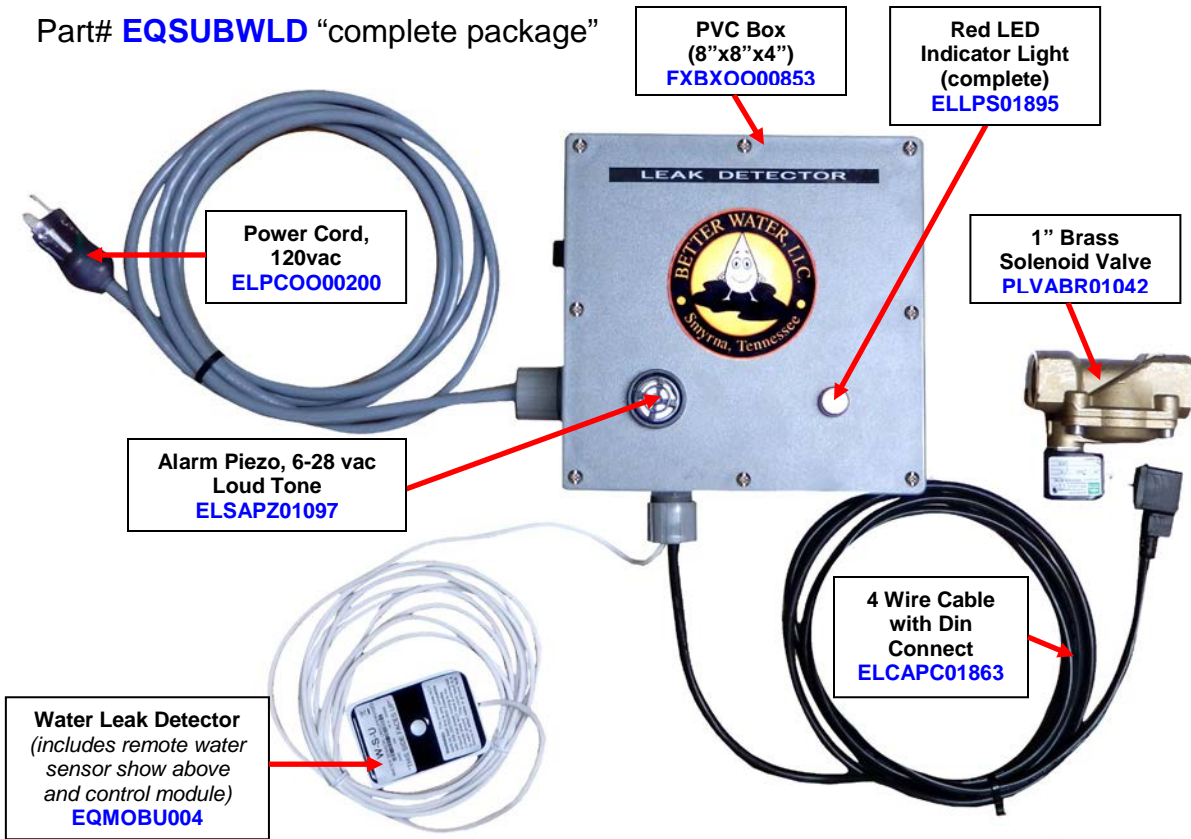 Part# EQSUBWLD “complete package”
PVC Box
(8”x8”x4”)
FXBXOO00853
Red LED
Indicator Light
(complete)
ELLPS01895
LEAK DETECTOR
Power Cord,
120vac
ELPCOO00200
BETTER WATER, LLC.
Smyrna, Tennessee
1” Brass
Solenoid Valve
PLVABR01042
Alarm Piezo, 6-28 vac
Loud Tone
ELSAPZ01097
4 Wire Cable
with Din
Connect
ELCAPC01863
Water Leak Detector
(includes remote water
sensor show above
and control module)
EQMOBU004
W-S-U